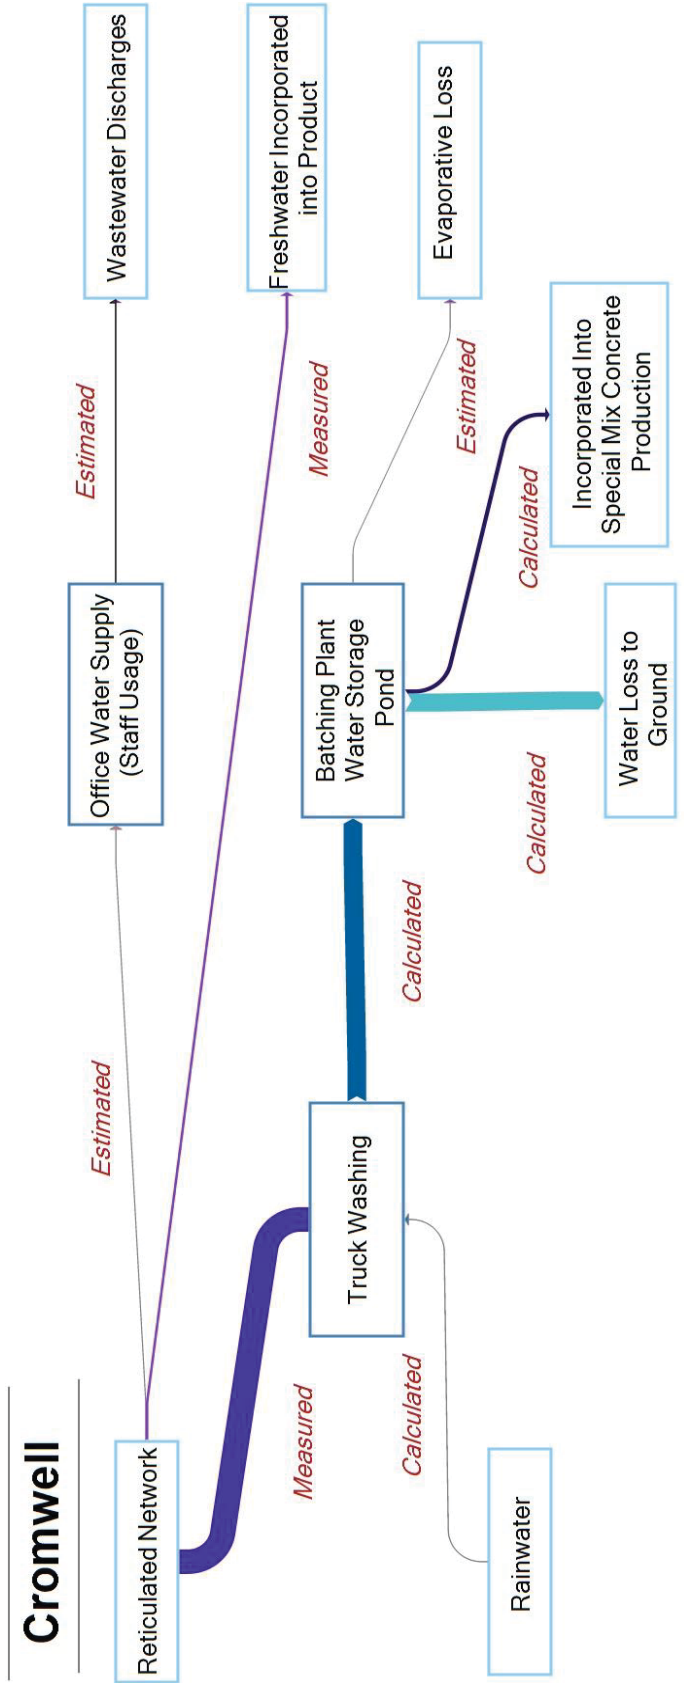 Cromwell
Reticulated Network
Estimated
Office Water Supply
(Staff Usage)
Estimated
Wastewater Discharges
Measured
Freshwater Incorporated
into Product
Measured
Truck Washing
Calculated
Batching Plant
Water Storage
Pond
Estimated
Evaporative Loss
Calculated
Rainwater
Calculated
Water Loss to
Ground
Calculated
Incorporated Into
Special Mix Concrete
Production